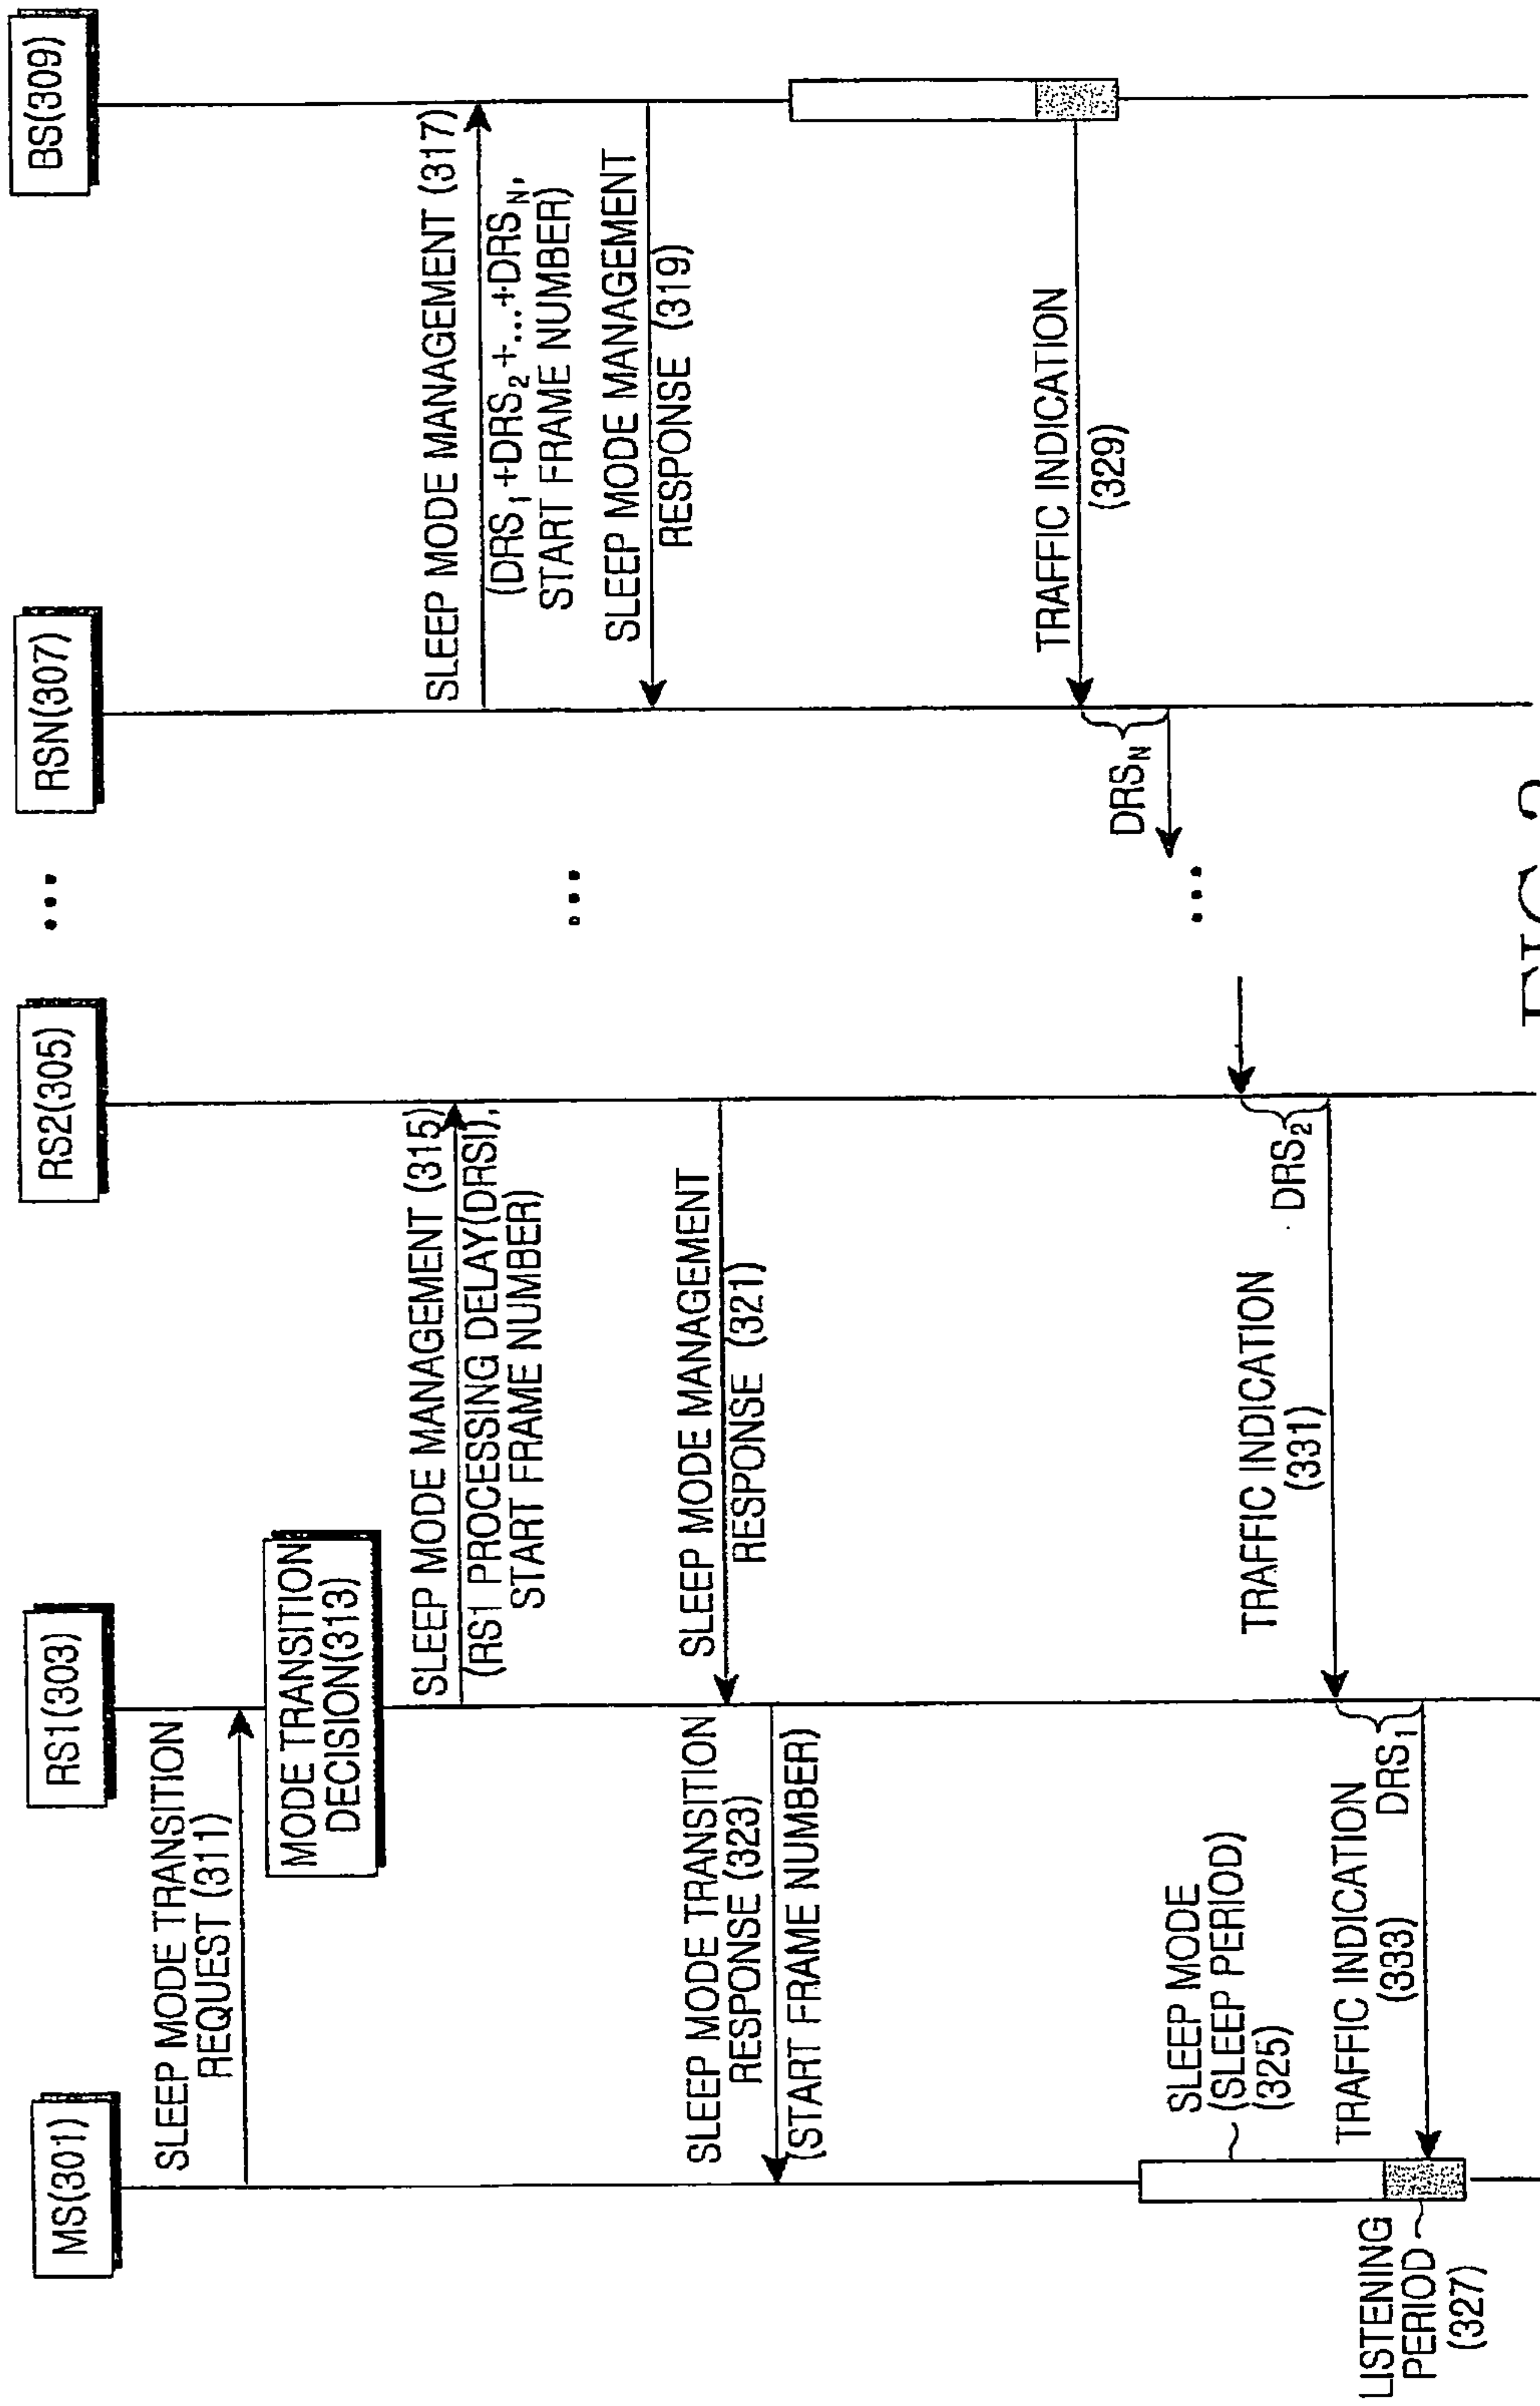 MS(301)
RS1(303)
RS2(305)
...
RSN(307)
BS(309)
SLEEP MODE TRANSITION
REQUEST (311)
MODE TRANSITION
DECISION(313)
SLEEP MODE MANAGEMENT (315)
(RS1 PROCESSING DELAY(DRSI),
START FRAME NUMBER)
...
SLEEP MODE MANAGEMENT (317)
(DRS₁+DRS₂+...+DRS_N,
START FRAME NUMBER)
SLEEP MODE MANAGEMENT
RESPONSE (319)
SLEEP MODE MANAGEMENT
RESPONSE (321)
SLEEP MODE TRANSITION
RESPONSE (323)
(START FRAME NUMBER)
SLEEP MODE
(SLEEP PERIOD)
(325)
LISTENING
PERIOD
(327)
TRAFFIC INDICATION
(329)
DRS_N
...
DRS₂
TRAFFIC INDICATION
(331)
DRS₁
TRAFFIC INDICATION
(333)